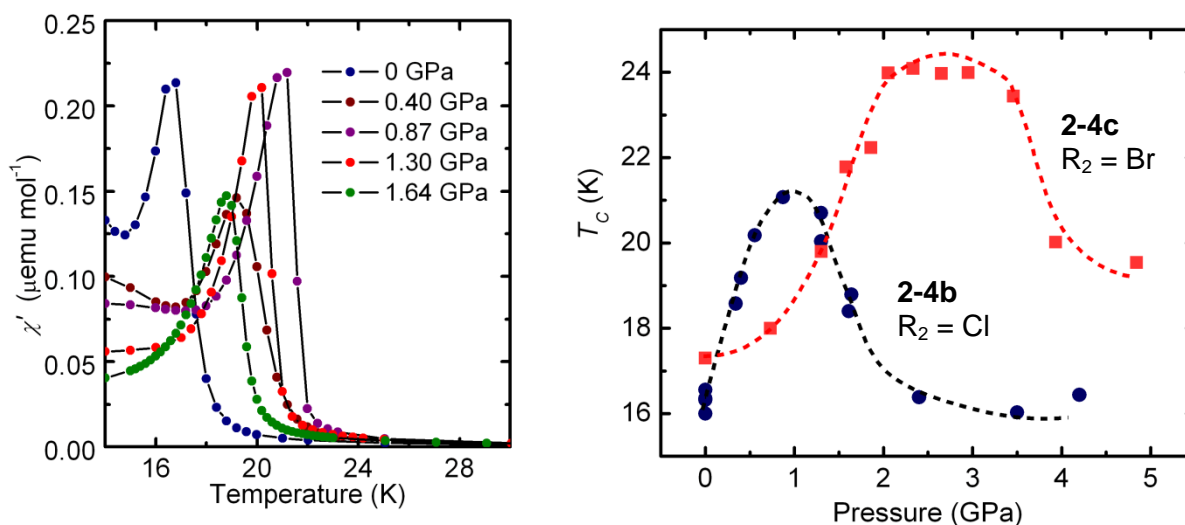 0.25
0.20
0.15
0.10
0.05
0.00
χ′ (μemu mol⁻¹)
16 20 24 28
Temperature (K)
0 GPa
0.40 GPa
0.87 GPa
1.30 GPa
1.64 GPa
24
22
20
18
16
T_C (K)
0 1 2 3 4 5
Pressure (GPa)
2-4c
R₂ = Br
2-4b
R₂ = Cl